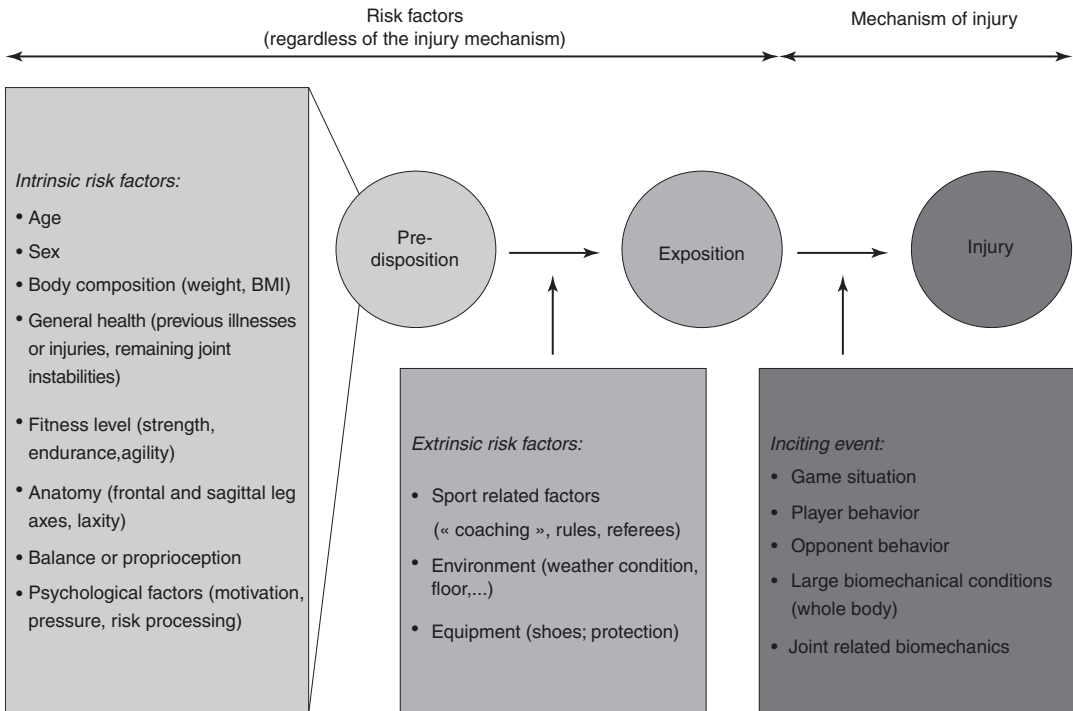 Risk factors
(regardless of the injury mechanism)
Mechanism of injury
Intrinsic risk factors:
• Age
• Sex
• Body composition (weight, BMI)
• General health (previous illnesses
or injuries, remaining joint
instabilities)
• Fitness level (strength,
endurance,agility)
• Anatomy (frontal and sagittal leg
axes, laxity)
• Balance or proprioception
• Psychological factors (motivation,
pressure, risk processing)
Pre-
disposition
Exposition
Injury
Extrinsic risk factors:
• Sport related factors
(« coaching », rules, referees)
• Environment (weather condition,
floor,...)
• Equipment (shoes; protection)
Inciting event:
• Game situation
• Player behavior
• Opponent behavior
• Large biomechanical conditions
(whole body)
• Joint related biomechanics